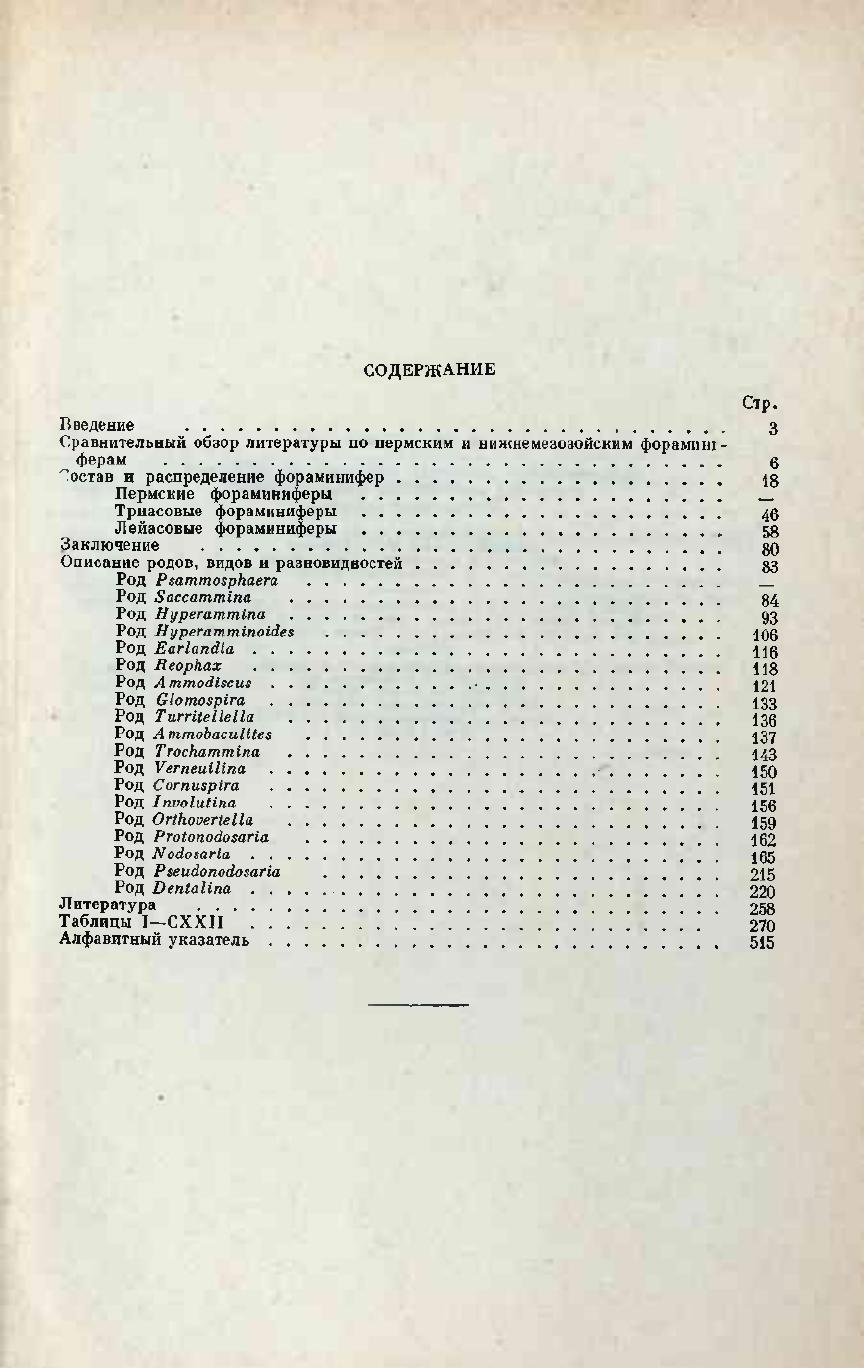 СОДЕРЖАНИЕ
Стр.
Введение . . . . . . . . . . . . . . . . . . . . . . . . . . . . . . 3
Сравнительный обзор литературы по пермским и нижнемезозойским форамини-
ферам . . . . . . . . . . . . . . . . . . . . . . . . . . . . . . . 6
Состав и распределение фораминифер . . . . . . . . . . . . . . . . . . . 18
Пермские фораминиферы . . . . . . . . . . . . . . . . . . . . . —
Триасовые фораминиферы . . . . . . . . . . . . . . . . . . . . . 46
Лейасовые фораминиферы . . . . . . . . . . . . . . . . . . . . . 58
Заключение . . . . . . . . . . . . . . . . . . . . . . . . . . . . . 80
Описание родов, видов и разновидностей . . . . . . . . . . . . . . . . . . 83
Род Psammosphaera . . . . . . . . . . . . . . . . . . . . . . . . —
Род Saccammina . . . . . . . . . . . . . . . . . . . . . . . . . 84
Род Hyperammina . . . . . . . . . . . . . . . . . . . . . . . . . 93
Род Hyperamminoides . . . . . . . . . . . . . . . . . . . . . . . 106
Род Earlandia . . . . . . . . . . . . . . . . . . . . . . . . . . . 116
Род Reophax . . . . . . . . . . . . . . . . . . . . . . . . . . . 118
Род Ammodiscus . . . . . . . . . . . . . . . . . . . . . . . . . . 121
Род Glomospira . . . . . . . . . . . . . . . . . . . . . . . . . . 133
Род Turritellella . . . . . . . . . . . . . . . . . . . . . . . . . 136
Род Ammobaculites . . . . . . . . . . . . . . . . . . . . . . . . 137
Род Trochammina . . . . . . . . . . . . . . . . . . . . . . . . . 143
Род Verneuilina . . . . . . . . . . . . . . . . . . . . . . . . . . 150
Род Cornuspira . . . . . . . . . . . . . . . . . . . . . . . . . . 151
Род Involutina . . . . . . . . . . . . . . . . . . . . . . . . . . 156
Род Orthovertella . . . . . . . . . . . . . . . . . . . . . . . . . 159
Род Protonodosaria . . . . . . . . . . . . . . . . . . . . . . . . 162
Род Nodosaria . . . . . . . . . . . . . . . . . . . . . . . . . . . 165
Род Pseudonodosaria . . . . . . . . . . . . . . . . . . . . . . . 215
Род Dentalina . . . . . . . . . . . . . . . . . . . . . . . . . . . 220
Литература . . . . . . . . . . . . . . . . . . . . . . . . . . . . . 258
Таблицы I—CXXII . . . . . . . . . . . . . . . . . . . . . . . . . . 270
Алфавитный указатель . . . . . . . . . . . . . . . . . . . . . . . . . . 515